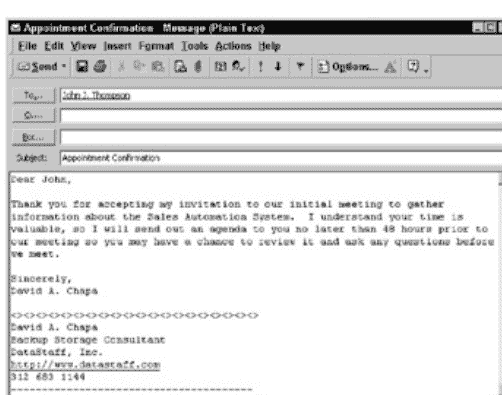 Appointment Confirmation - Message (Plain Text)
File Edit View Insert Format Tools Actions Help
Send Options...
To... John J. Thompson
Cc...
Bcc...
Subject: Appointment Confirmation
Dear John,
Thank you for accepting my invitation to our initial meeting to gather
information about the Sales Automation System. I understand your time is
valuable, so I will send out an agenda to you no later than 48 hours prior to
our meeting so you may have a chance to review it and ask any questions before
we meet.
Sincerely,
David A. Chapa
<><><><><><><><><><><><><><><><>
David A. Chapa
Backup Storage Consultant
DataStaff, Inc.
http://www.datastaff.com
312 683 1144
---------------------------------------